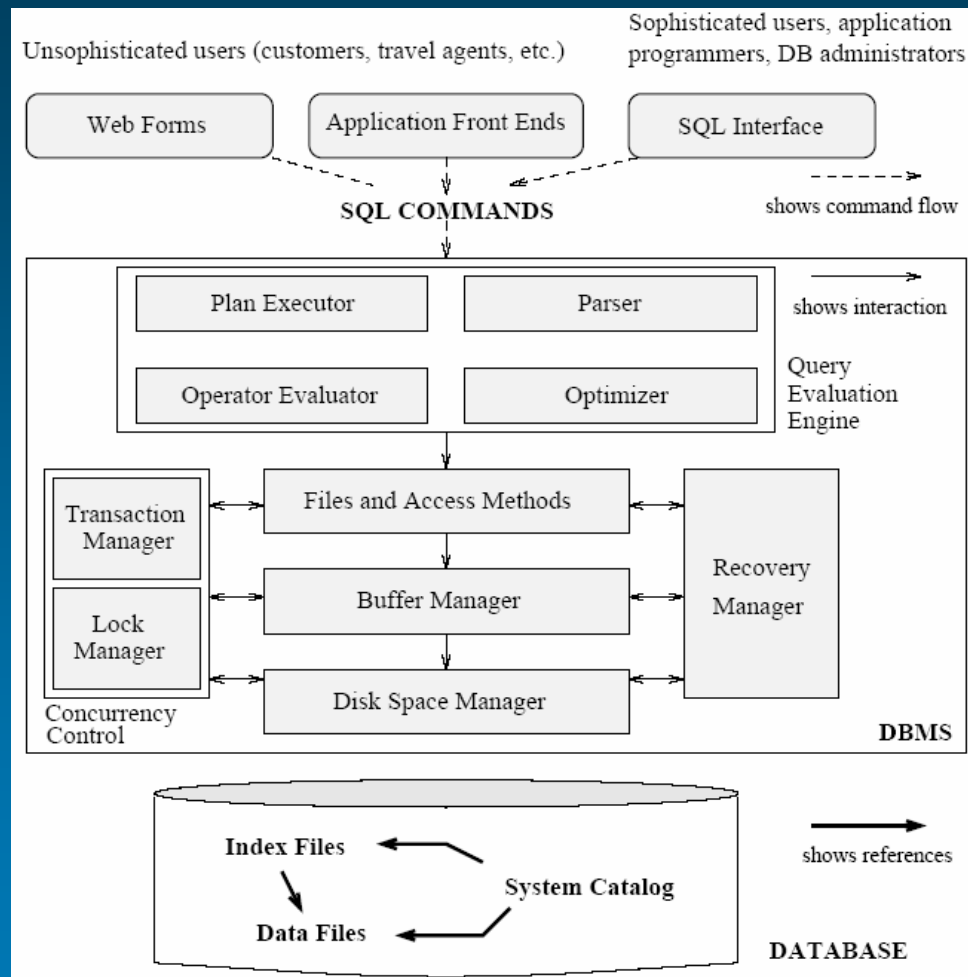 Unsophisticated users (customers, travel agents, etc.)
Sophisticated users, application
programmers, DB administrators
Web Forms
Application Front Ends
SQL Interface
SQL COMMANDS
shows command flow
Plan Executor
Parser
shows interaction
Operator Evaluator
Optimizer
Query
Evaluation
Engine
Transaction
Manager
Files and Access Methods
Recovery
Manager
Buffer Manager
Lock
Manager
Disk Space Manager
Concurrency
Control
DBMS
Index Files
shows references
System Catalog
Data Files
DATABASE